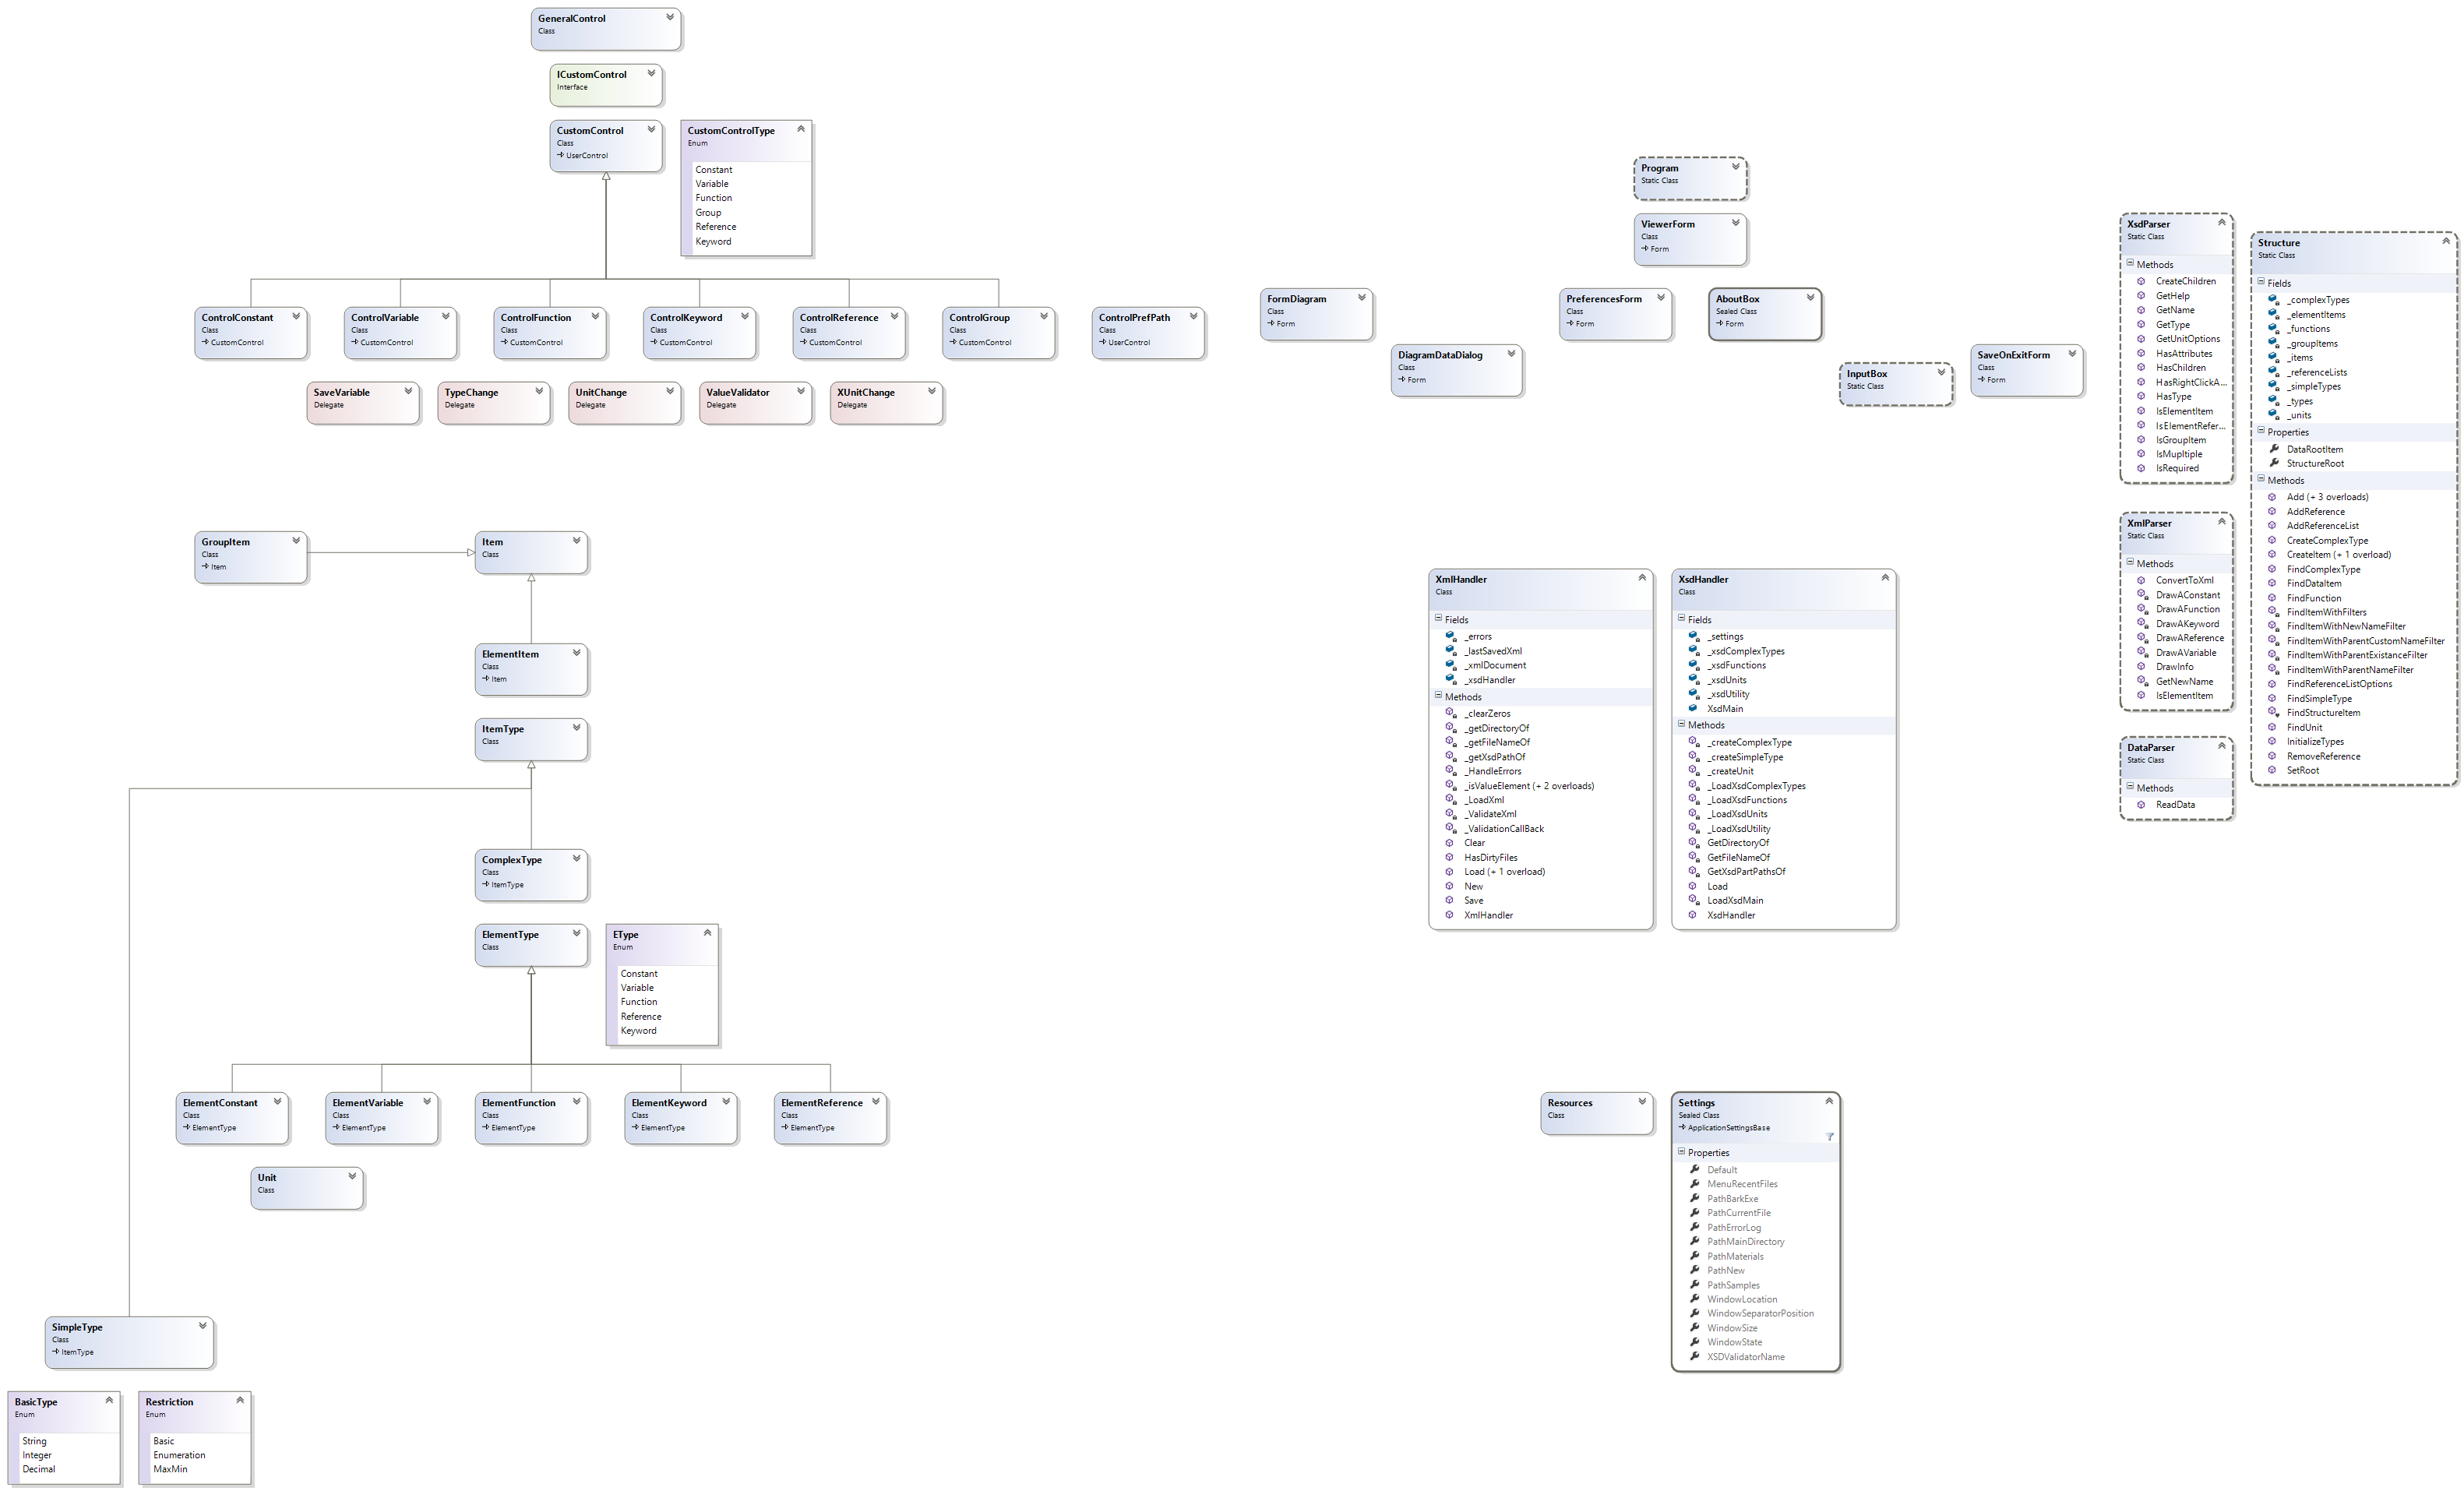 GeneralControl
Class
ICustomControl
Interface
CustomControl
Class
UserControl
CustomControlType
Enum
Constant
Variable
Function
Group
Reference
Keyword
ControlConstant
Class
CustomControl
ControlVariable
Class
CustomControl
ControlFunction
Class
CustomControl
ControlKeyword
Class
CustomControl
ControlReference
Class
CustomControl
ControlGroup
Class
CustomControl
ControlPrefPath
Class
UserControl
SaveVariable
Delegate
TypeChange
Delegate
UnitChange
Delegate
ValueValidator
Delegate
XUnitChange
Delegate
GroupItem
Class
Item
Item
Class
ElementItem
Class
Item
ItemType
Class
ComplexType
Class
ItemType
ElementType
Class
EType
Enum
Constant
Variable
Function
Reference
Keyword
ElementConstant
Class
ElementType
ElementVariable
Class
ElementType
ElementFunction
Class
ElementType
ElementKeyword
Class
ElementType
ElementReference
Class
ElementType
Unit
Class
SimpleType
Class
ItemType
BasicType
Enum
String
Integer
Decimal
Restriction
Enum
Basic
Enumeration
MaxMin
Program
Static Class
ViewerForm
Class
Form
FormDiagram
Class
Form
PreferencesForm
Class
Form
AboutBox
Sealed Class
Form
DiagramDataDialog
Class
Form
InputBox
Static Class
SaveOnExitForm
Class
Form
XmlHandler
Class
Fields
_errors
_lastSavedXml
_xmlDocument
_xsdHandler
Methods
_clearZeros
_getDirectoryOf
_getFileNameOf
_getXsdPathOf
_HandleErrors
_isValueElement (+ 2 overloads)
_LoadXml
_ValidateXml
_ValidationCallBack
Clear
HasDirtyFiles
Load (+ 1 overload)
New
Save
XmlHandler
XsdHandler
Class
Fields
_settings
_xsdComplexTypes
_xsdFunctions
_xsdUnits
_xsdUtility
XsdMain
Methods
_createComplexType
_createSimpleType
_createUnit
_LoadXsdComplexTypes
_LoadXsdFunctions
_LoadXsdUnits
_LoadXsdUtility
GetDirectoryOf
GetFileNameOf
GetXsdPartPathsOf
Load
LoadXsdMain
XsdHandler
Resources
Class
Settings
Sealed Class
ApplicationSettingsBase
Properties
Default
MenuRecentFiles
PathBarkExe
PathCurrentFile
PathErrorLog
PathMainDirectory
PathMaterials
PathNew
PathSamples
WindowLocation
WindowSeparatorPosition
WindowSize
WindowState
XSDValidatorName
XsdParser
Static Class
Methods
CreateChildren
GetHelp
GetName
GetType
GetUnitOptions
HasAttributes
HasChildren
HasRightClickA...
HasType
IsElementItem
IsElementRefer...
IsGroupItem
IsMupltiple
IsRequired
XmlParser
Static Class
Methods
ConvertToXml
DrawAConstant
DrawAFunction
DrawAKeyword
DrawAReference
DrawAVariable
DrawInfo
GetNewName
IsElementItem
DataParser
Static Class
Methods
ReadData
Structure
Static Class
Fields
_complexTypes
_elementItems
_functions
_groupItems
_items
_referenceLists
_simpleTypes
_types
_units
Properties
DataRootItem
StructureRoot
Methods
Add (+ 3 overloads)
AddReference
AddReferenceList
CreateComplexType
CreateItem (+ 1 overload)
FindComplexType
FindDataItem
FindFunction
FindItemWithFilters
FindItemWithNewNameFilter
FindItemWithParentCustomNameFilter
FindItemWithParentExistanceFilter
FindItemWithParentNameFilter
FindReferenceListOptions
FindSimpleType
FindStructureItem
FindUnit
InitializeTypes
RemoveReference
SetRoot